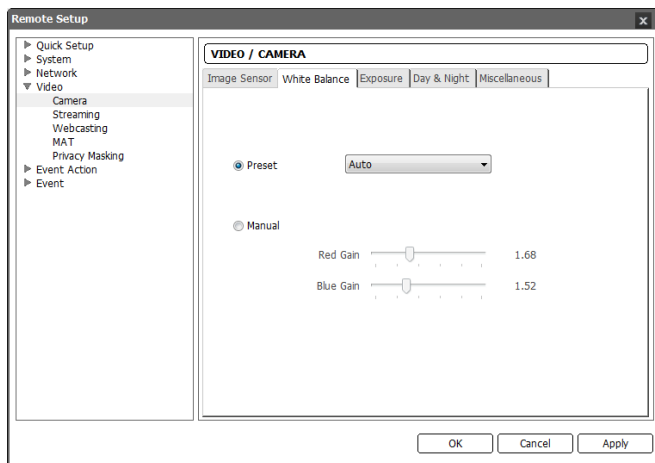 Remote Setup
x
Quick Setup
System
Network
Video
Camera
Streaming
Webcasting
MAT
Privacy Masking
Event Action
Event
VIDEO / CAMERA
Image Sensor White Balance Exposure Day & Night Miscellaneous
Preset Auto
Manual
Red Gain 1.68
Blue Gain 1.52
OK Cancel Apply